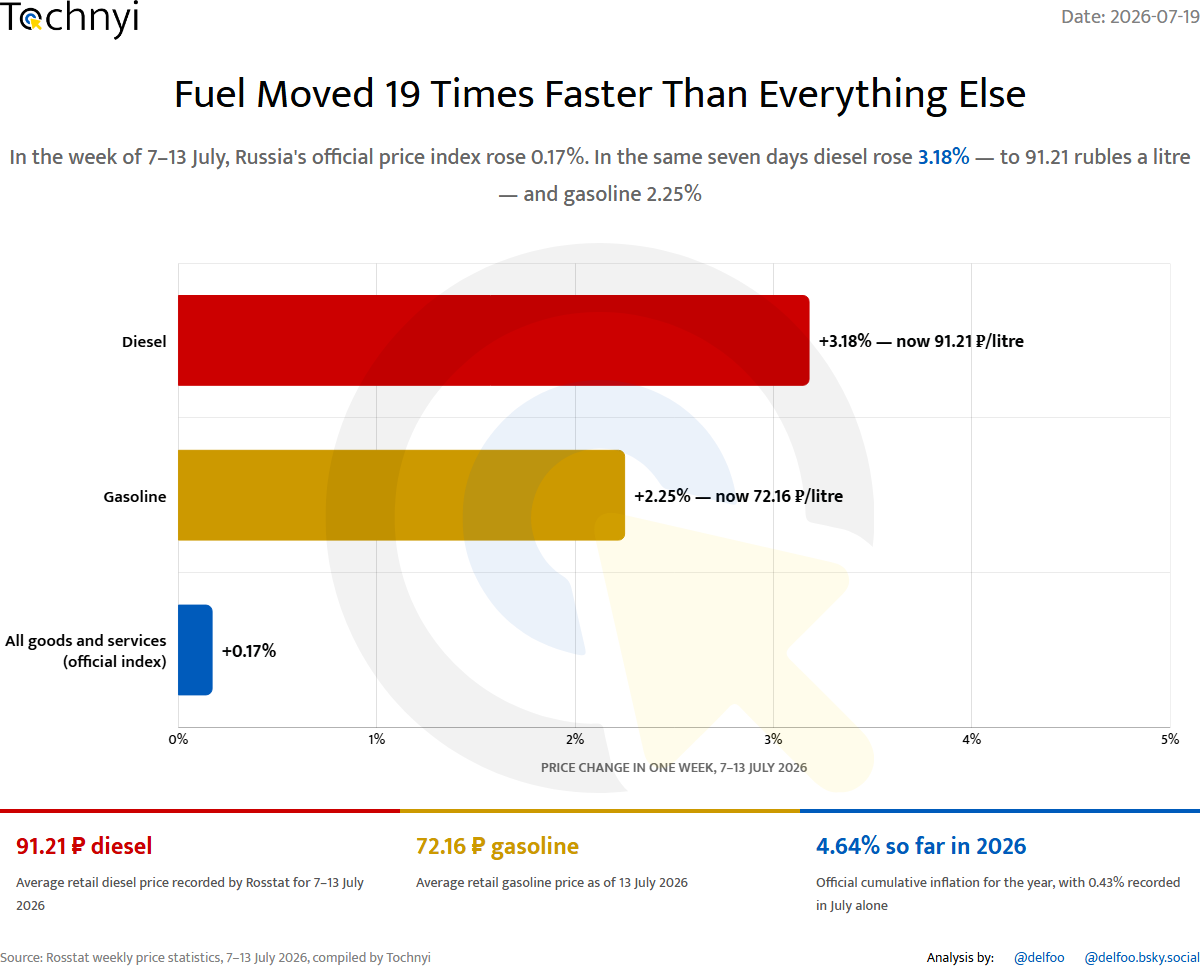 Tochnyi
Date: 2026-07-19
Fuel Moved 19 Times Faster Than Everything Else
In the week of 7–13 July, Russia's official price index rose 0.17%. In the same seven days diesel rose 3.18% — to 91.21 rubles a litre
— and gasoline 2.25%
Diesel
+3.18% — now 91.21 ₽/litre
Gasoline
+2.25% — now 72.16 ₽/litre
All goods and services
(official index)
+0.17%
0%
1%
2%
3%
4%
5%
PRICE CHANGE IN ONE WEEK, 7–13 JULY 2026
91.21 ₽ diesel
Average retail diesel price recorded by Rosstat for 7–13 July
2026
72.16 ₽ gasoline
Average retail gasoline price as of 13 July 2026
4.64% so far in 2026
Official cumulative inflation for the year, with 0.43% recorded
in July alone
Source: Rosstat weekly price statistics, 7–13 July 2026, compiled by Tochnyi
Analysis by: @delfoo @delfoo.bsky.social